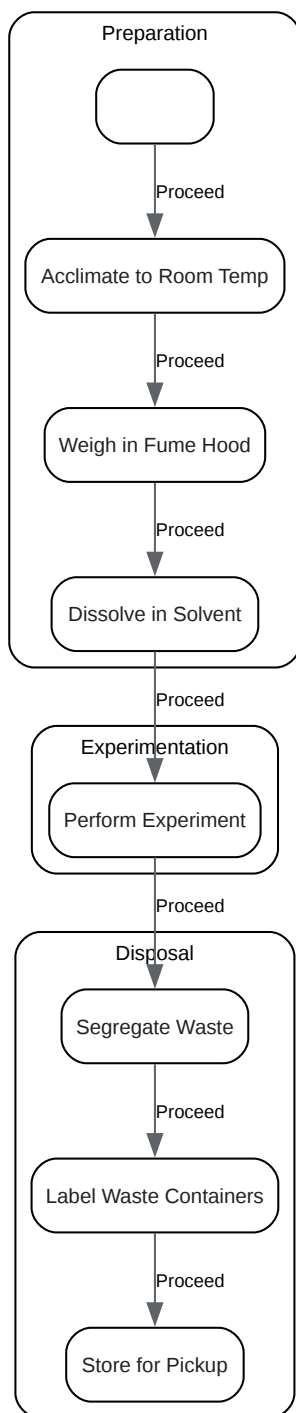 Preparation
Proceed
Acclimate to Room Temp
Proceed
Weigh in Fume Hood
Proceed
Dissolve in Solvent
Proceed
Experimentation
Perform Experiment
Proceed
Disposal
Segregate Waste
Proceed
Label Waste Containers
Proceed
Store for Pickup